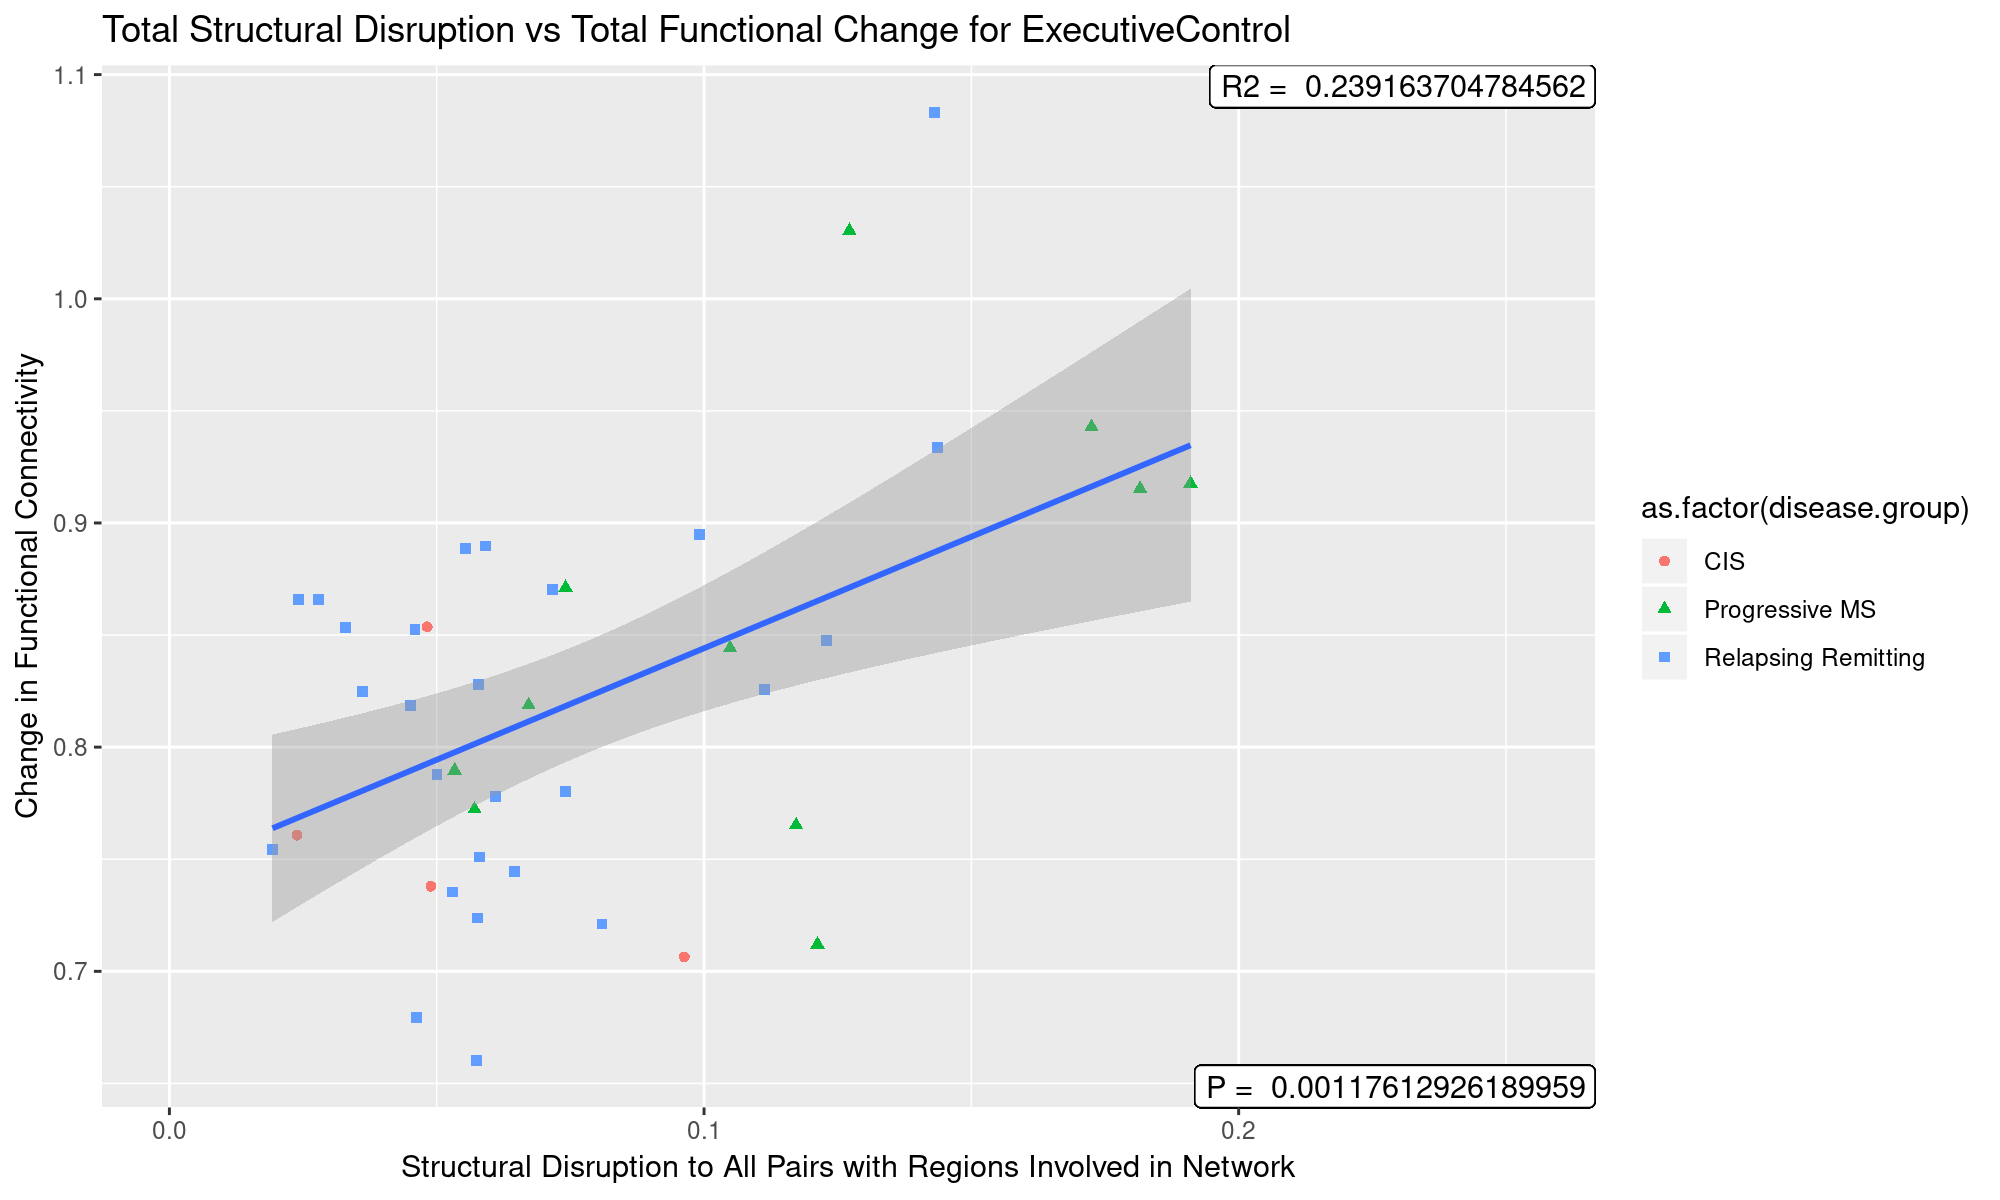 Total Structural Disruption vs Total Functional Change for ExecutiveControl
R2 =  0.239163704784562
1.1
1.0
0.9
0.8
0.7
Change in Functional Connectivity
as.factor(disease.group)
CIS
Progressive MS
Relapsing Remitting
P =  0.00117612926189959
0.0
0.1
0.2
Structural Disruption to All Pairs with Regions Involved in Network